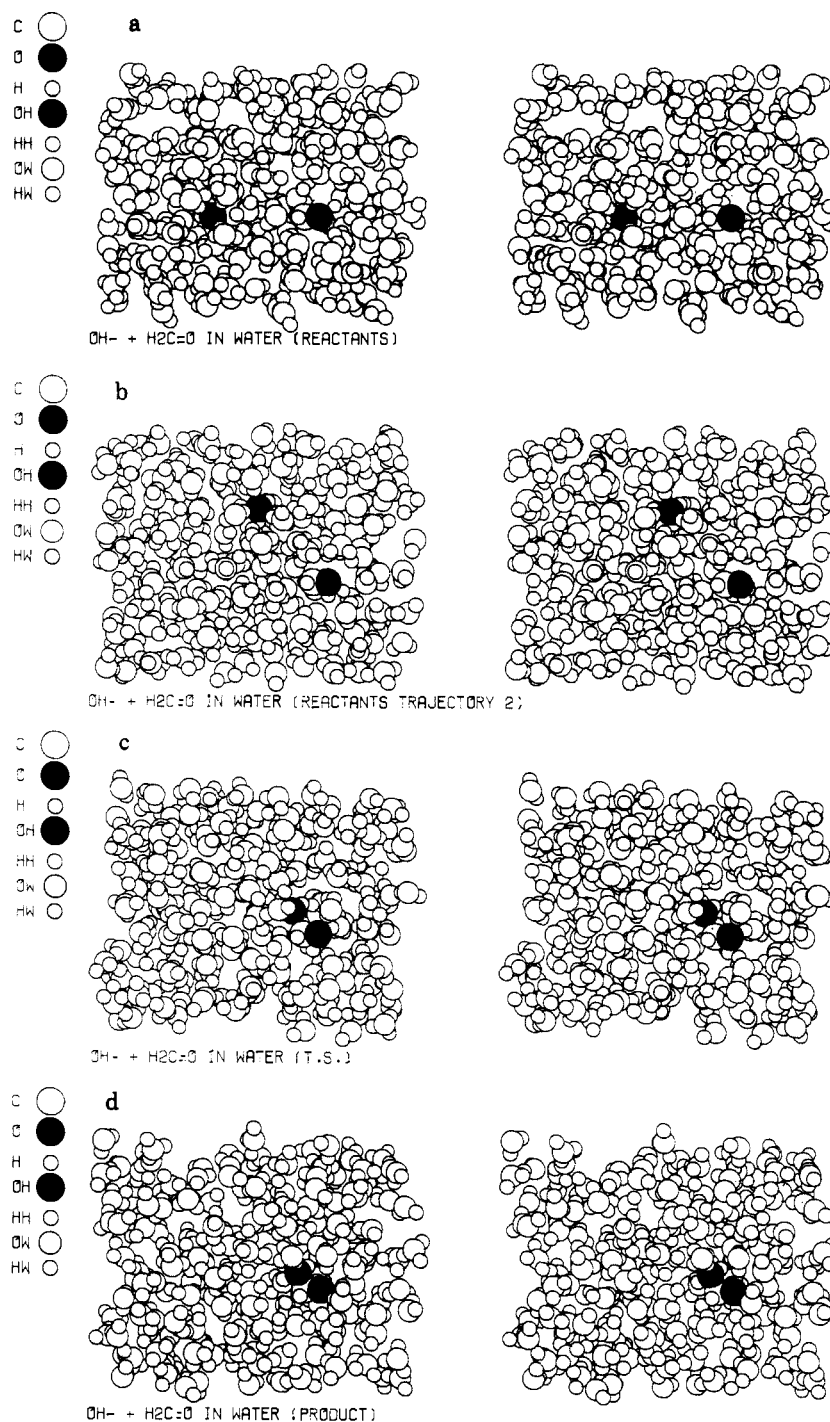 a
C
O
H
OH
HH
OW
HW
OH- + H2C=O IN WATER (REACTANTS)
b
C
O
H
OH
HH
OW
HW
OH- + H2C=O IN WATER (REACTANTS TRAJECTORY 2)
c
C
O
H
OH
HH
OW
HW
OH- + H2C=O IN WATER (T.S.)
d
C
O
H
OH
HH
OW
HW
OH- + H2C=O IN WATER (PRODUCT)